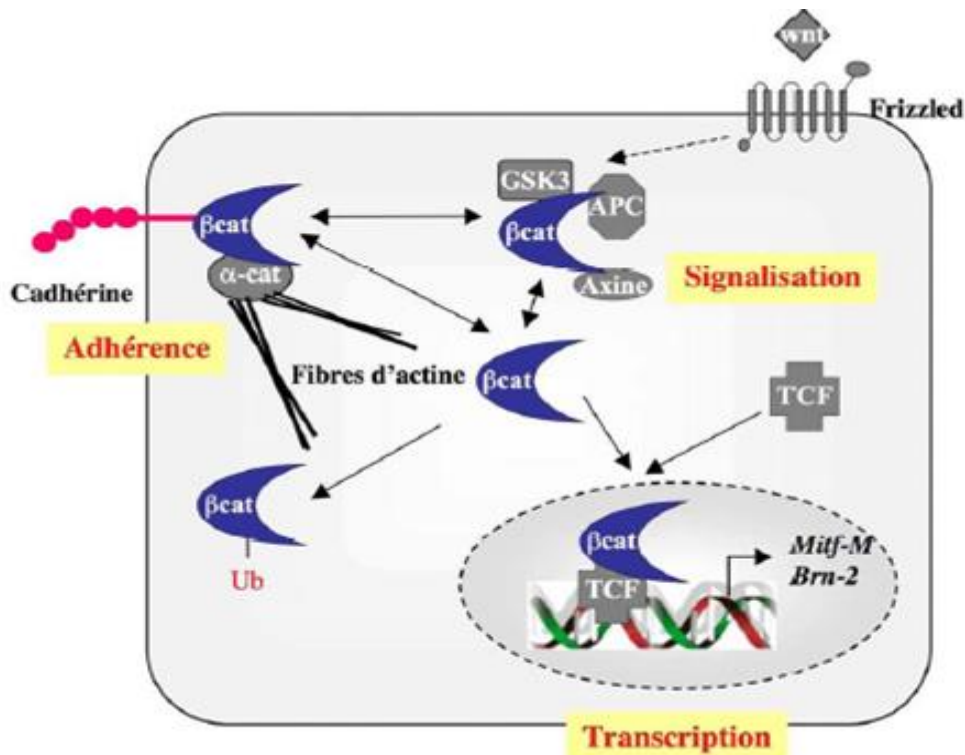 wnt
Frizzled
GSK3
APC
βcat
βcat
α-cat
Axine
Cadhérine
Signalisation
Adhérence
Fibres d'actine
βcat
TCF
βcat
Ub
βcat
TCF
Mitf-M
Brn-2
Transcription